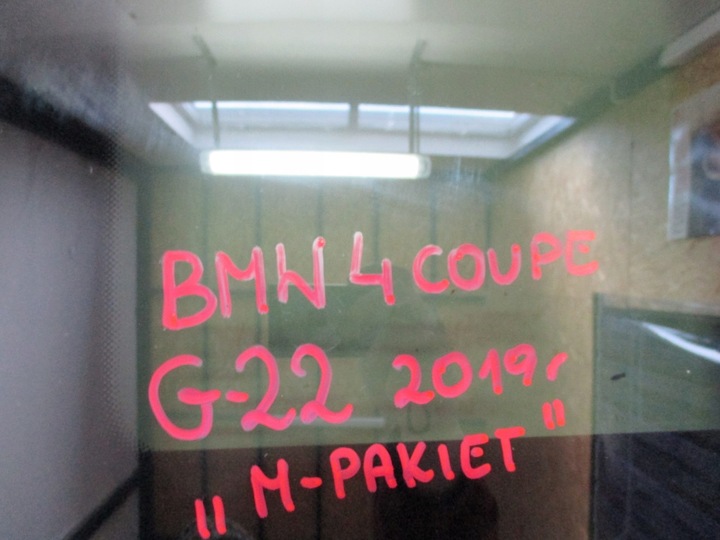 BMW 4 COUPE
G-22 2019r
"M-PAKIET"